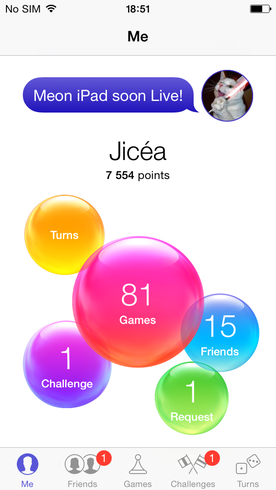 No SIM 18:51
Me
Meon iPad soon Live!
Jicéa
7 554 points
Turns
81
Games
15
Friends
1
Challenge
1
Request
1 1
Me Friends Games Challenges Turns